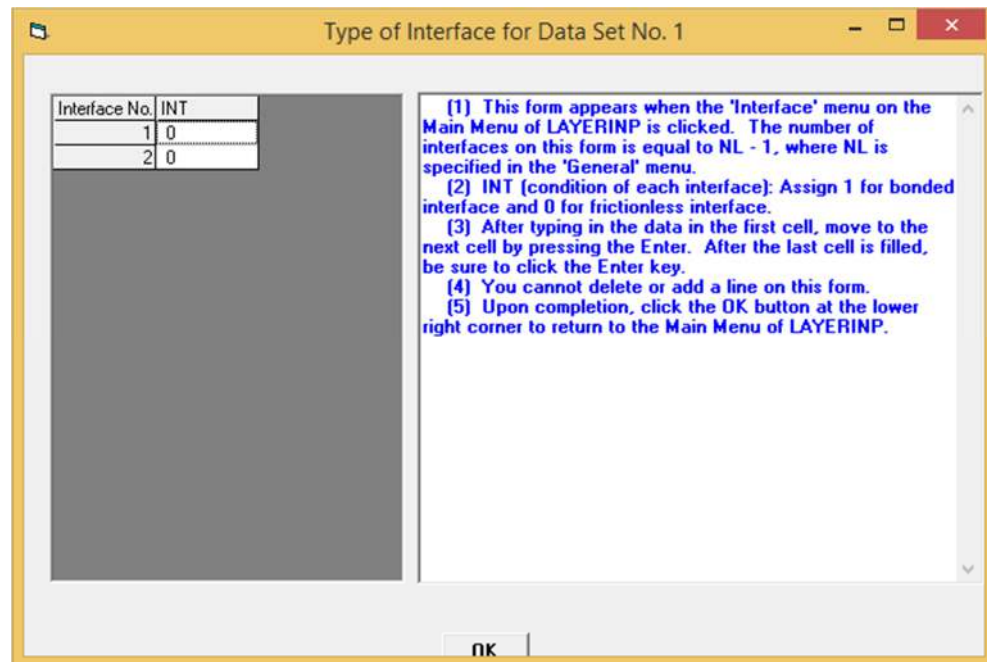 Type of Interface for Data Set No. 1
Interface No. INT
1 0
2 0
(1) This form appears when the 'Interface' menu on the
Main Menu of LAYERINP is clicked. The number of
interfaces on this form is equal to NL - 1, where NL is
specified in the 'General' menu.
(2) INT (condition of each interface): Assign 1 for bonded
interface and 0 for frictionless interface.
(3) After typing in the data in the first cell, move to the
next cell by pressing the Enter. After the last cell is filled,
be sure to click the Enter key.
(4) You cannot delete or add a line on this form.
(5) Upon completion, click the OK button at the lower
right corner to return to the Main Menu of LAYERINP.
OK